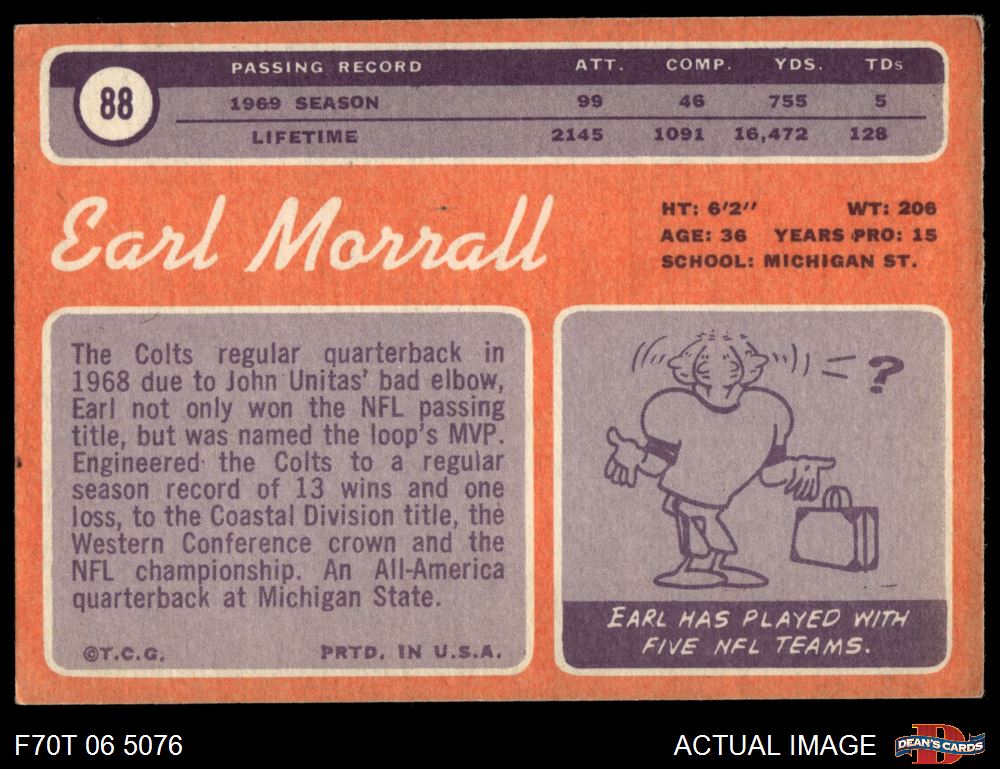 88
PASSING RECORD ATT. COMP. YDS. TDs
1969 SEASON 99 46 755 5
LIFETIME 2145 1091 16,472 128
Earl Morrall
HT: 6'2'' WT: 206
AGE: 36 YEARS PRO: 15
SCHOOL: MICHIGAN ST.
The Colts regular quarterback in
1968 due to John Unitas' bad elbow,
Earl not only won the NFL passing
title, but was named the loop's MVP.
Engineered the Colts to a regular
season record of 13 wins and one
loss, to the Coastal Division title, the
Western Conference crown and the
NFL championship. An All-America
quarterback at Michigan State.
©T.C.G. PRTD. IN U.S.A.
?
EARL HAS PLAYED WITH
FIVE NFL TEAMS.
F70T 06 5076
ACTUAL IMAGE
D
DEAN'S CARDS